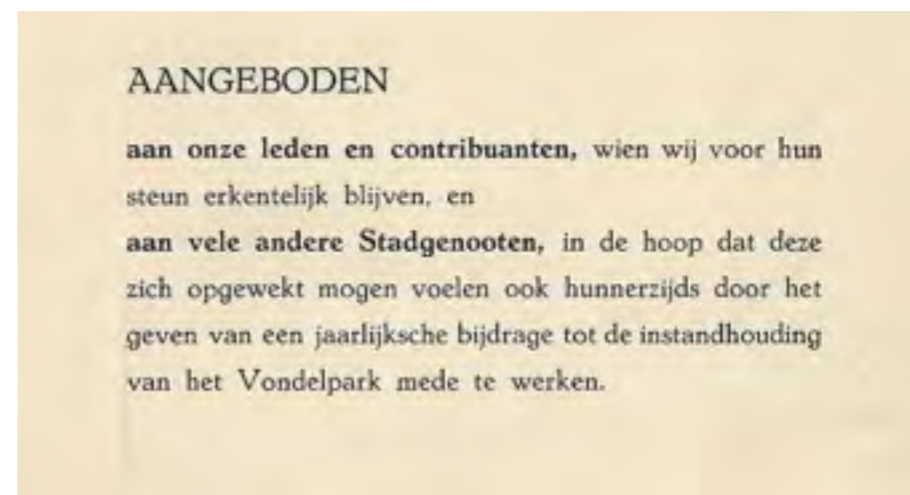 AANGEBODEN
aan onze leden en contribuanten, wien wij voor hun
steun erkentelijk blijven, en
aan vele andere Stadgenooten, in de hoop dat deze
zich opgewekt mogen voelen ook hunnerzijds door het
geven van een jaarlijksche bijdrage tot de instandhouding
van het Vondelpark mede te werken.